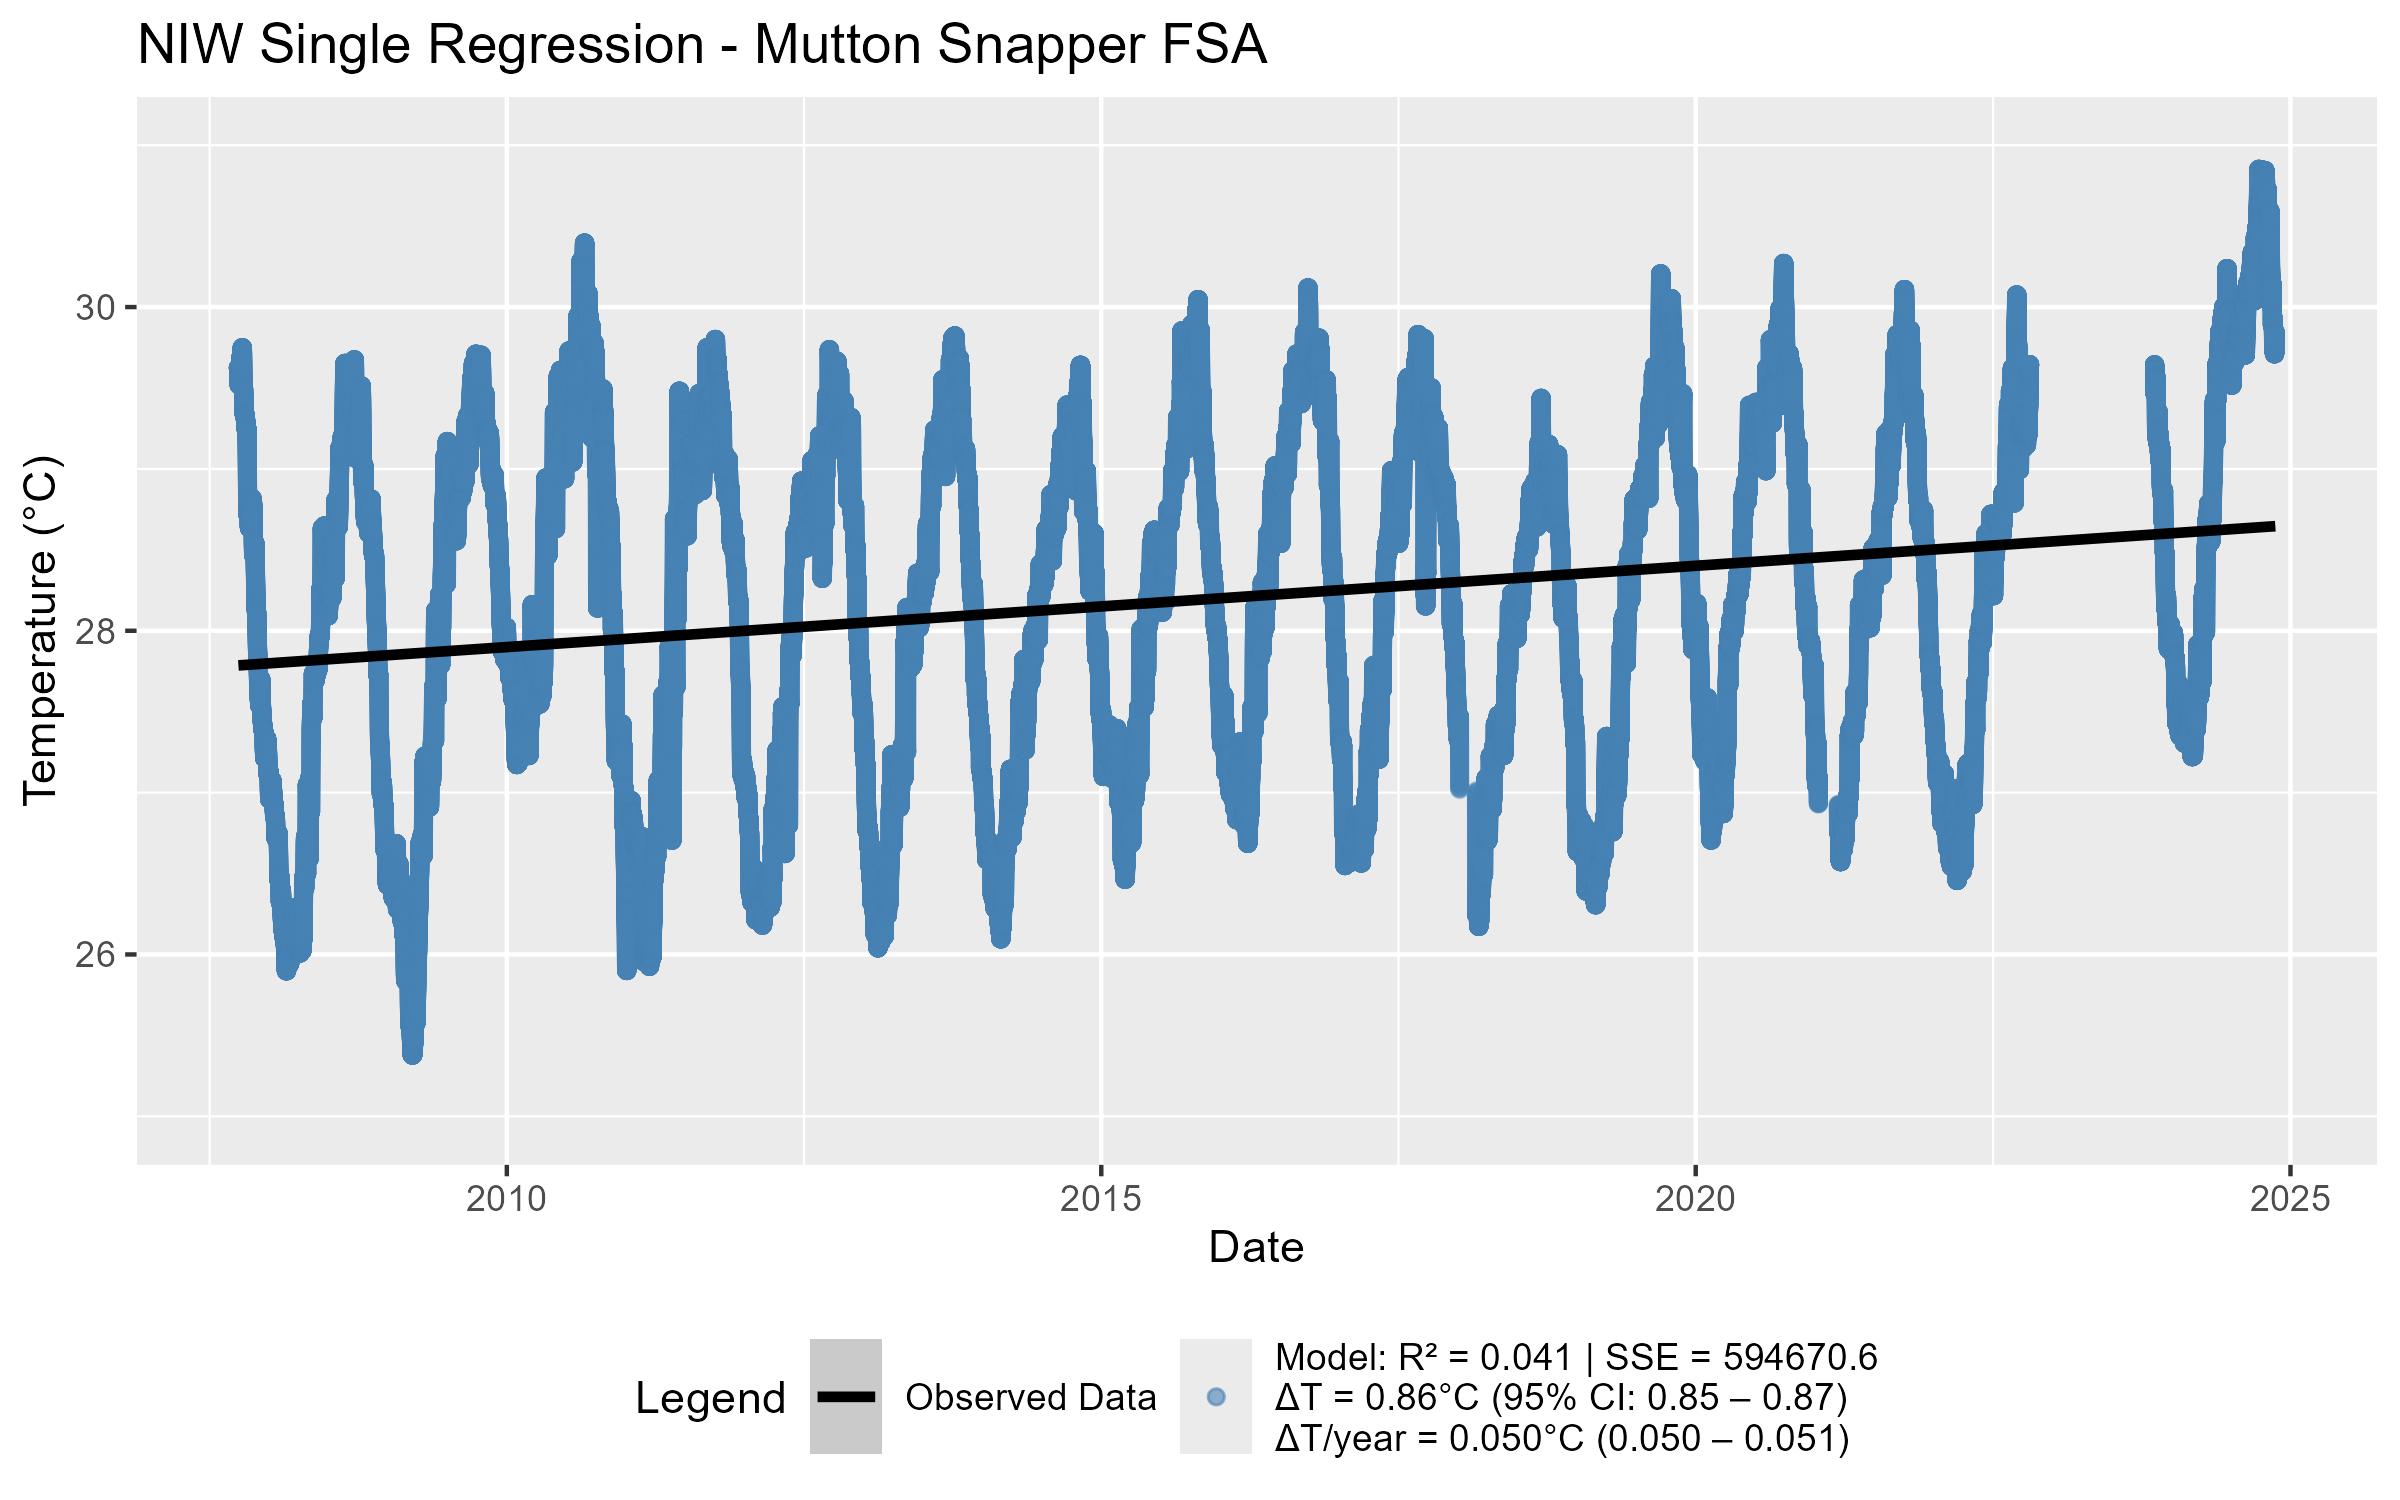 NIW Single Regression - Mutton Snapper FSA
Temperature (°C)
30
28
26
2010
2015
2020
2025
Date
Legend
Observed Data
Model: R² = 0.041 | SSE = 594670.6
ΔT = 0.86°C (95% CI: 0.85 – 0.87)
ΔT/year = 0.050°C (0.050 – 0.051)